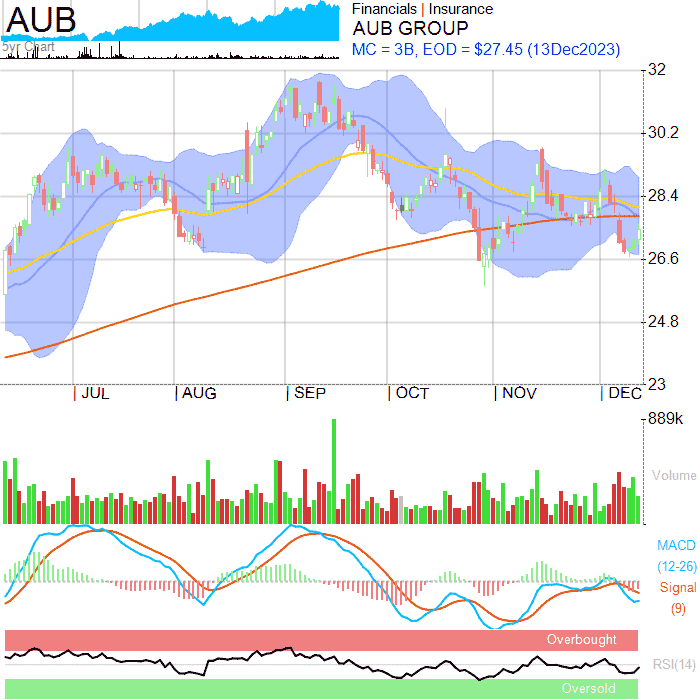 AUB
5yr Chart
Financials | Insurance
AUB GROUP
MC = 3B, EOD = $27.45 (13Dec2023)
32
30.2
28.4
26.6
24.8
23
JUL AUG SEP OCT NOV DEC
889k
Volume
MACD
(12-26)
Signal
(9)
Overbought
RSI(14)
Oversold